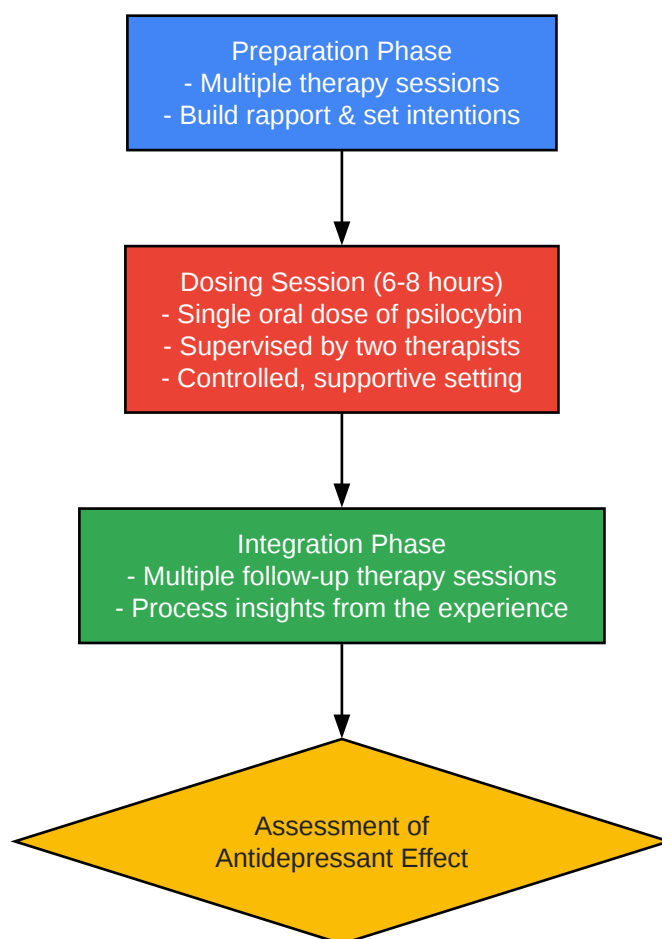 Preparation Phase
- Multiple therapy sessions
- Build rapport & set intentions
Dosing Session (6-8 hours)
- Single oral dose of psilocybin
- Supervised by two therapists
- Controlled, supportive setting
Integration Phase
- Multiple follow-up therapy sessions
- Process insights from the experience
Assessment of
Antidepressant Effect